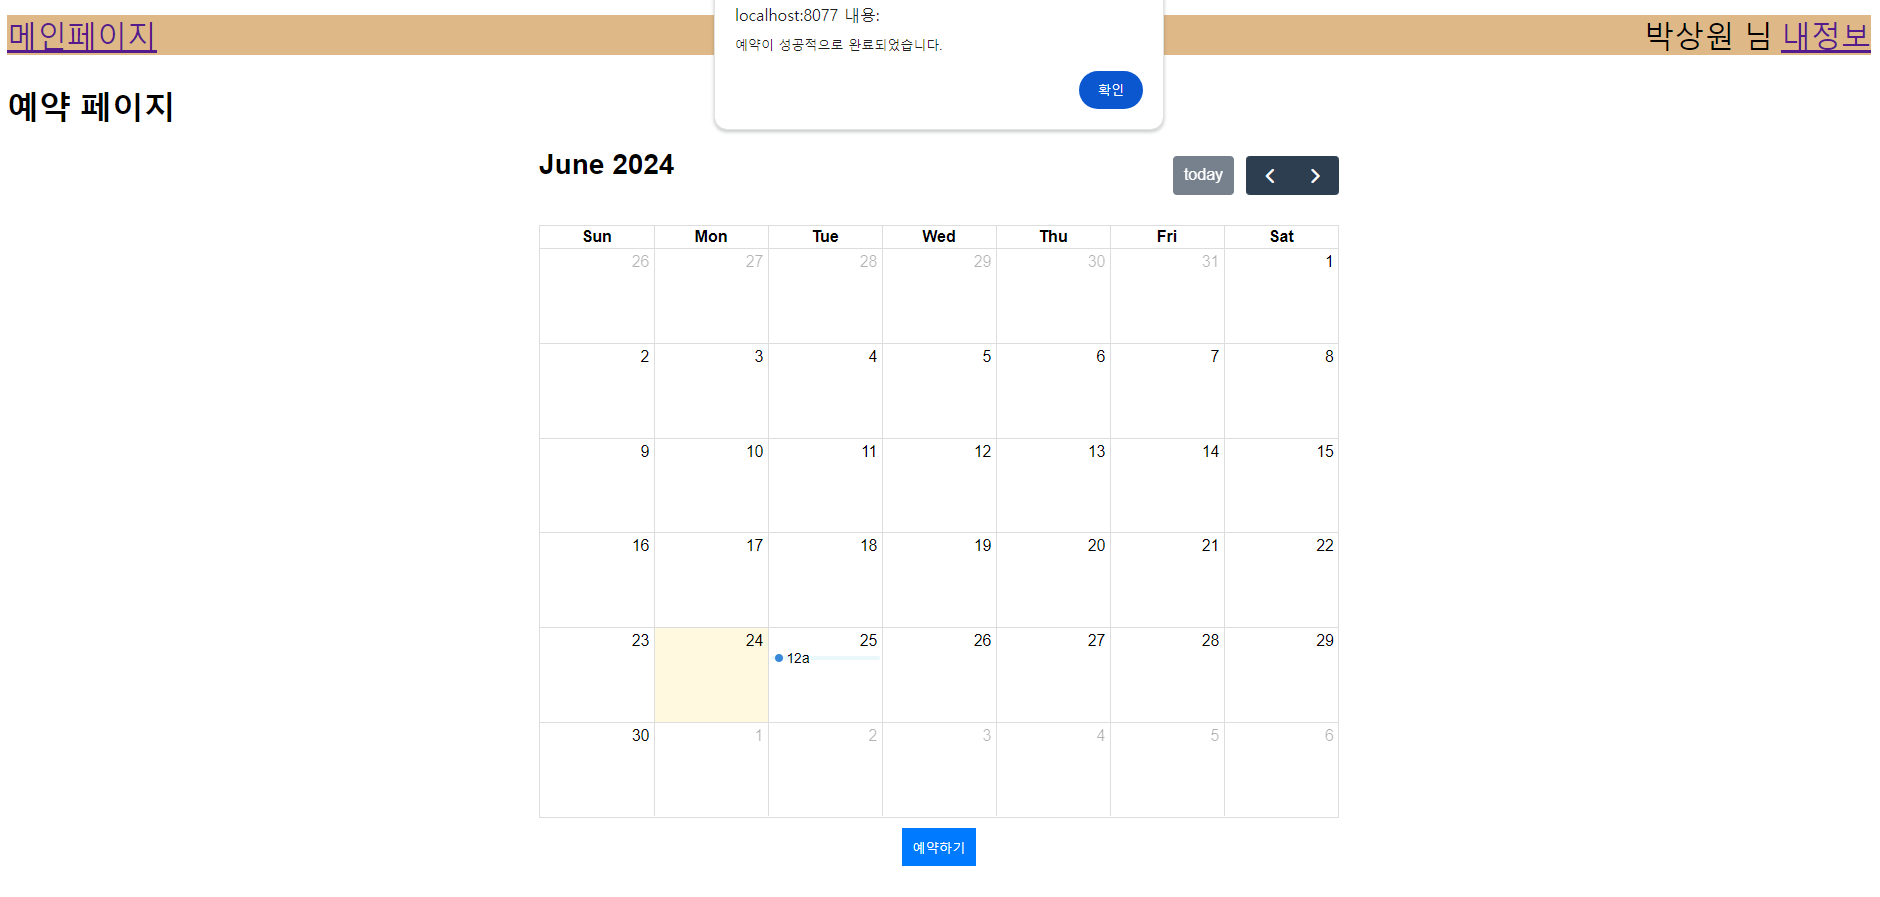 메인페이지
박상원 님 내정보
localhost:8077 내용:
예약이 성공적으로 완료되었습니다.
확인
예약 페이지
June 2024
today
Sun Mon Tue Wed Thu Fri Sat
26 27 28 29 30 31 1
2 3 4 5 6 7 8
9 10 11 12 13 14 15
16 17 18 19 20 21 22
23 24 25 26 27 28 29
12a
30 1 2 3 4 5 6
예약하기